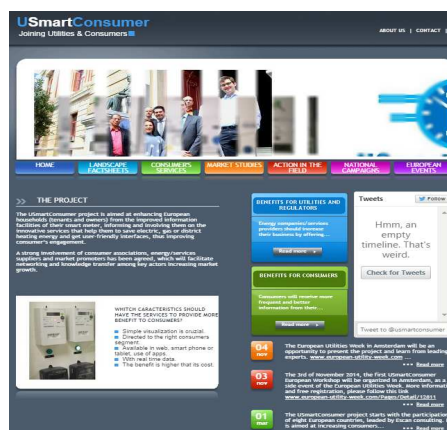 USmartConsumer
Joining Utilities & Consumers
ABOUT US | CONTACT |
HOME
LANDSCAPE
FACTSHEETS
CONSUMERS
SERVICES
MARKET STUDIES
ACTION IN THE
FIELD
NATIONAL
CAMPAIGNS
EUROPEAN
EVENTS
>> THE PROJECT
The USmartConsumer project is aimed at enhancing European
households (tenants & owners) from the improved information
facilities of their smart meter, informing and involving them on the
innovative services that help them to save electric, gas or district
heating energy and get user-friendly interfaces, thus improving
consumer's engagement.
A strong involvement of consumer associations, energy/services
suppliers and market promoters has been agreed, which will facilitate
networking and knowledge transfer among key actors increasing market
growth.
WHITCH CARACTERISTICS SHOULD
HAVE THE SERVICES TO PROVIDE MORE
BENEFIT TO CONSUMERS?
Simple visualization is cruzial.
Directed to the right consumers
segment.
Available in web, smart phone or
tablet, use of apps.
With real time data.
The benefit is higher that its cost.
BENEFITS FOR UTILITIES AND
REGULATORS
Energy companies/services
providers should increase
their business by offering....
Read more
BENEFITS FOR CONSUMERS
Consumers will receive more
frequent and better
information from their...
Read more
Tweets
Follow
Hmm, an
empty
timeline. That's
weird.
Check for Tweets
Tweet to @usmartconsumer
04
nov
The European Utilities Week in Amsterdam will be an
opportunity to present the project and learn from leading
experts. www.european-utility-week.com ...
Read more
03
nov
The 3rd of November 2014, the first USmartConsumer
European Workshop will be organized in Amsterdam, as a
side event of the European Utilities Week. More informati
and free registration, please follow this link
www.european-utility-week.com/Pages/Detail/12811
Read more
01
mar
The USmartConsumer project starts with the participation
of eight European countries, leaded by Escan consulting. I
is aimed at increasing consumers...
Read more